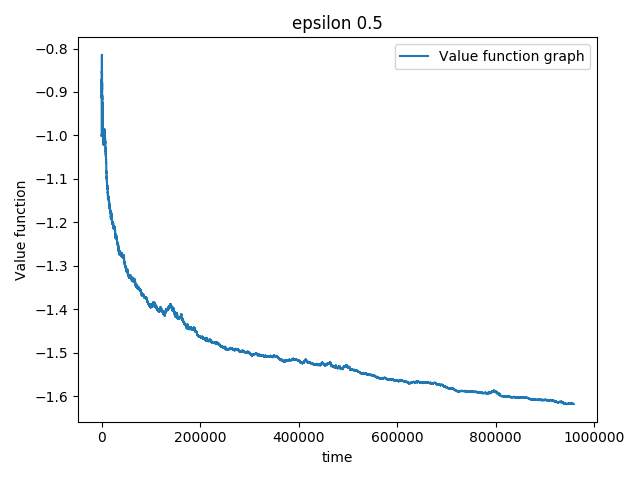 epsilon 0.5
Value function graph
Value function
−0.8
−0.9
−1.0
−1.1
−1.2
−1.3
−1.4
−1.5
−1.6
0 200000 400000 600000 800000 1000000
time